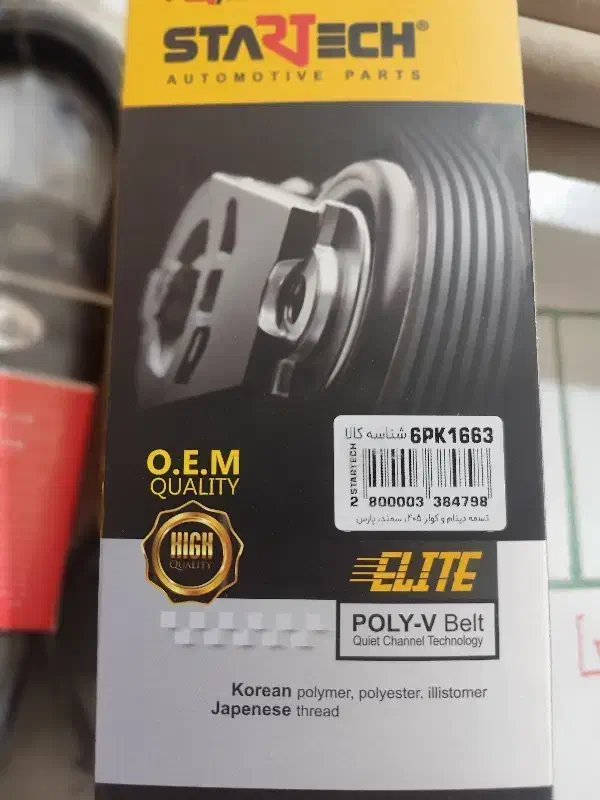 STARTECH®
AUTOMOTIVE PARTS
شناسه کالا 6PK1663
STARTECH
2 800003 384798
تسمه دینام و کولر ۴۰۵، سمند، پارس
O.E.M
QUALITY
HIGH
QUALITY
ELITE
POLY-V Belt
Quiet Channel Technology
Korean polymer, polyester. illistomer
Japenese thread